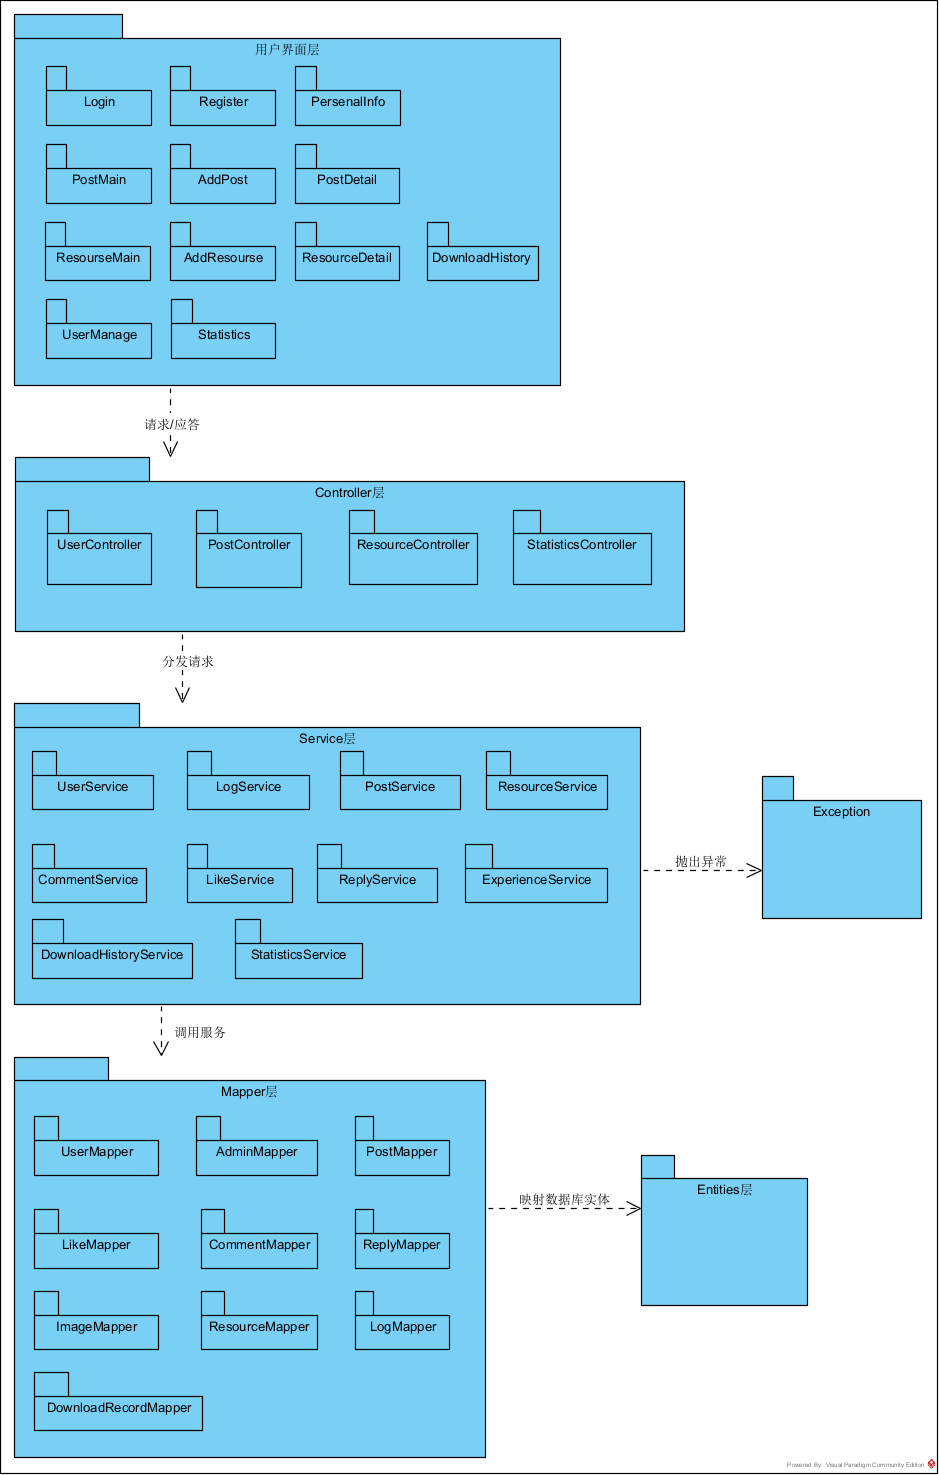 用户界面层
Login
Register
PersenalInfo
PostMain
AddPost
PostDetail
ResourseMain
AddResourse
ResourceDetail
DownloadHistory
UserManage
Statistics
请求/应答
Controller层
UserController
PostController
ResourceController
StatisticsController
分发请求
Service层
UserService
LogService
PostService
ResourceService
Exception
抛出异常
CommentService
LikeService
ReplyService
ExperienceService
DownloadHistoryService
StatisticsService
调用服务
Mapper层
UserMapper
AdminMapper
PostMapper
Entities层
映射数据库实体
LikeMapper
CommentMapper
ReplyMapper
ImageMapper
ResourceMapper
LogMapper
DownloadRecordMapper
Powered By: Visual Paradigm Community Edition